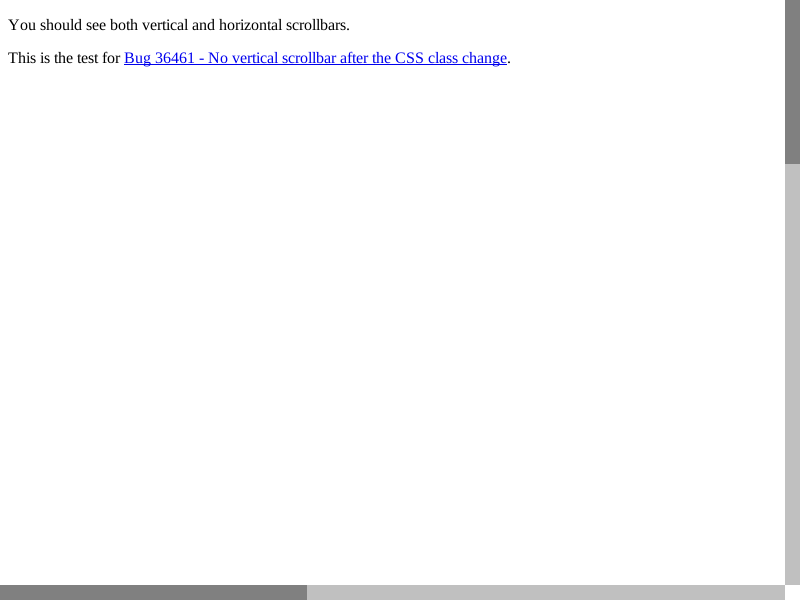 You should see both vertical and horizontal scrollbars.
This is the test for Bug 36461 - No vertical scrollbar after the CSS class change.